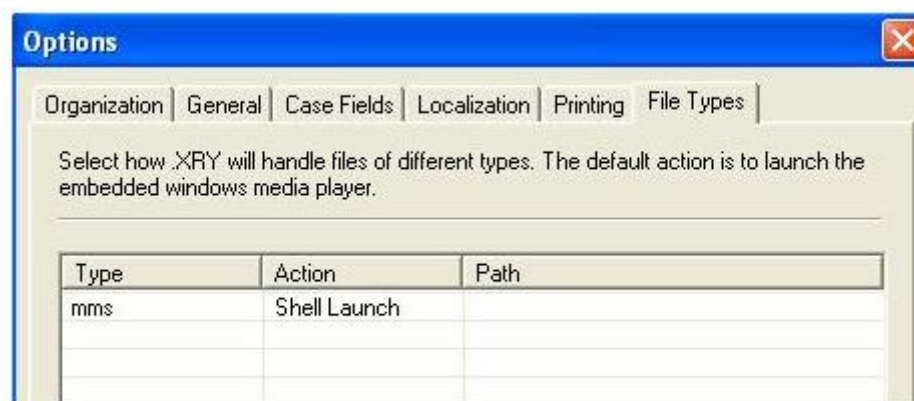 Options
Organization General Case Fields Localization Printing File Types
Select how .XRY will handle files of different types. The default action is to launch the
embedded windows media player.
Type Action Path
mms Shell Launch